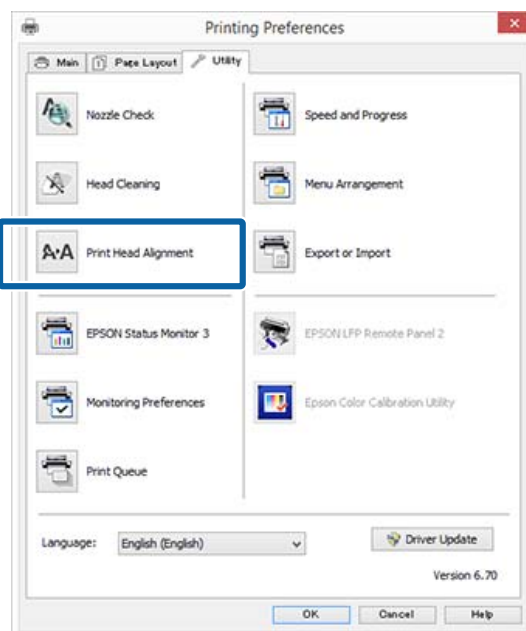 Printing Preferences
Main
Page Layout
Utility
Nozzle Check
Speed and Progress
Head Cleaning
Menu Arrangement
A·A
Print Head Alignment
Export or Import
EPSON Status Monitor 3
EPSON LFP Remote Panel 2
Monitoring Preferences
Epson Color Calibration Utility
Print Queue
Language:
English (English)
Driver Update
Version 6.70
OK
Cancel
Help